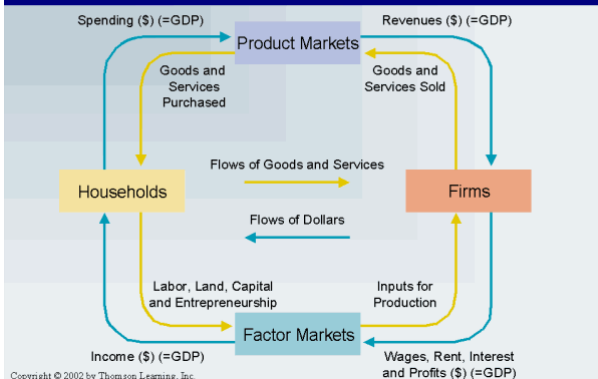 Spending ($) (=GDP)
Revenues ($) (=GDP)
Product Markets
Goods and
Services
Purchased
Goods and
Services Sold
Flows of Goods and Services
Households
Firms
Flows of Dollars
Labor, Land, Capital
and Entrepreneurship
Inputs for
Production
Factor Markets
Income ($) (=GDP)
Wages, Rent, Interest
and Profits ($) (=GDP)
Copyright © 2002 by Thomson Learning, Inc.